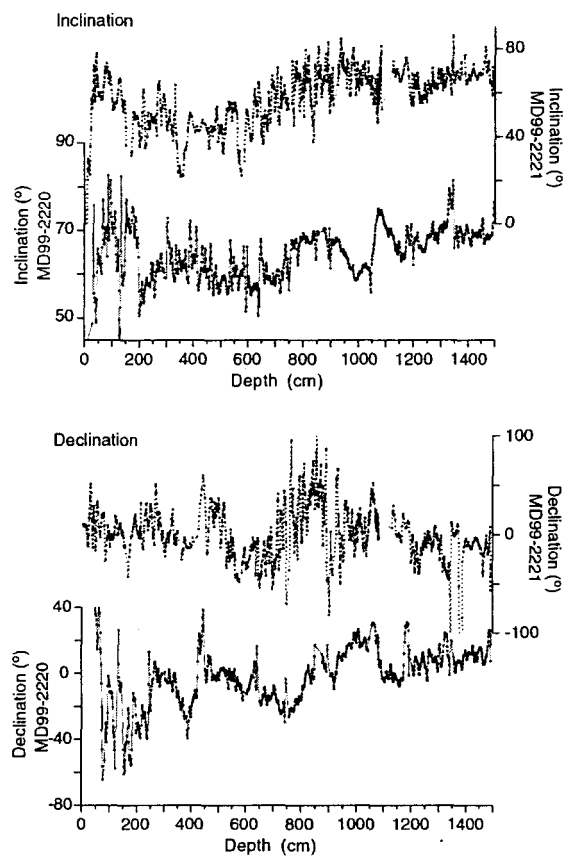 Inclination
80
40
0
Inclination (º)
MD99-2221
90
70
50
Inclination (º)
MD99-2220
0 200 400 600 800 1000 1200 1400
Depth (cm)
Declination
100
0
-100
Declination (º)
MD99-2221
40
0
-40
-80
Declination (º)
MD99-2220
0 200 400 600 800 1000 1200 1400
Depth (cm)